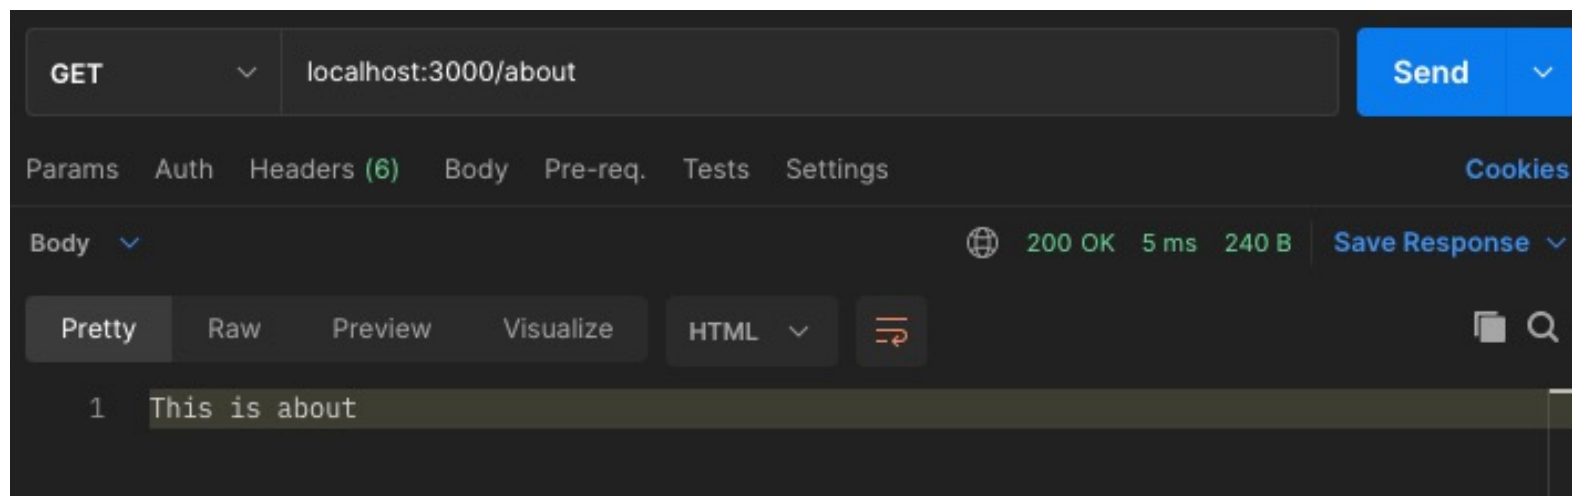 GET localhost:3000/about Send
Params Auth Headers (6) Body Pre-req. Tests Settings Cookies
Body 200 OK 5 ms 240 B Save Response
Pretty Raw Preview Visualize HTML
1 This is about